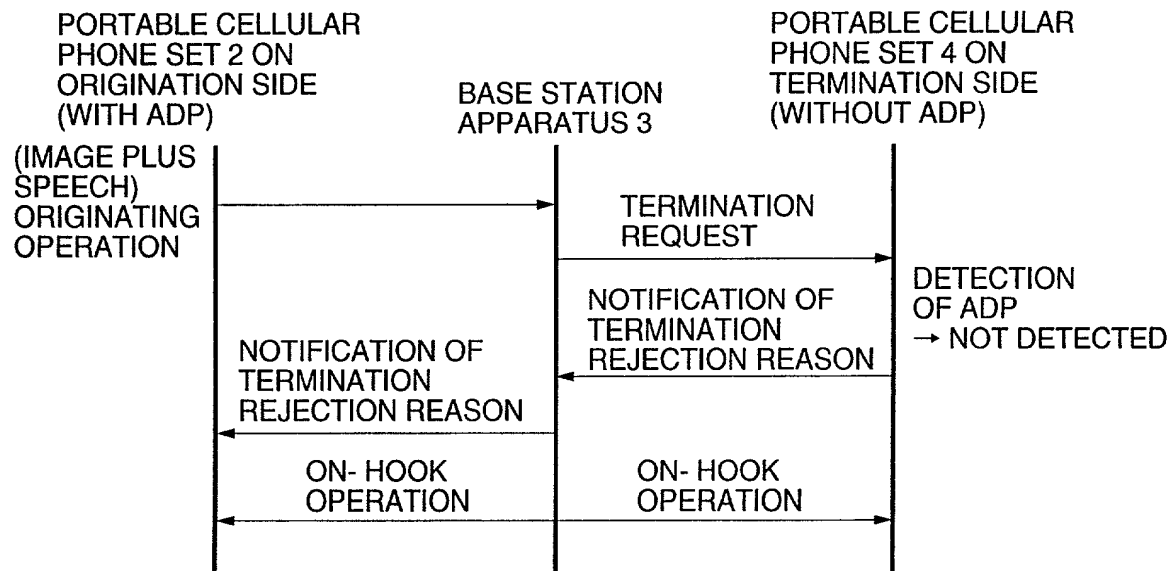 PORTABLE CELLULAR
PHONE SET 2 ON
ORIGINATION SIDE
(WITH ADP)
BASE STATION
APPARATUS 3
PORTABLE CELLULAR
PHONE SET 4 ON
TERMINATION SIDE
(WITHOUT ADP)
(IMAGE PLUS
SPEECH)
ORIGINATING
OPERATION
TERMINATION
REQUEST
DETECTION
OF ADP
→ NOT DETECTED
NOTIFICATION OF
TERMINATION
REJECTION REASON
NOTIFICATION OF
TERMINATION
REJECTION REASON
ON- HOOK
OPERATION
ON- HOOK
OPERATION